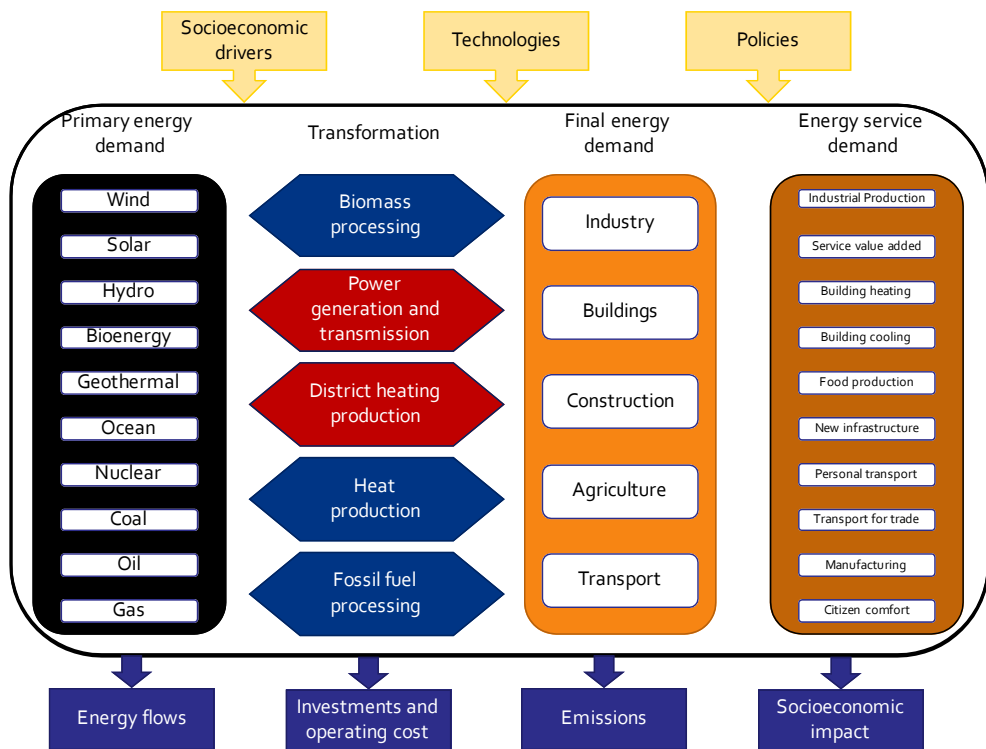 Socioeconomic
drivers
Technologies
Policies
Primary energy
demand
Transformation
Final energy
demand
Energy service
demand
Wind
Solar
Hydro
Bioenergy
Geothermal
Ocean
Nuclear
Coal
Oil
Gas
Biomass
processing
Power
generation and
transmission
District heating
production
Heat
production
Fossil fuel
processing
Industry
Buildings
Construction
Agriculture
Transport
Industrial Production
Service value added
Building heating
Building cooling
Food production
New infrastructure
Personal transport
Transport for trade
Manufacturing
Citizen comfort
Energy flows
Investments and
operating cost
Emissions
Socioeconomic
impact